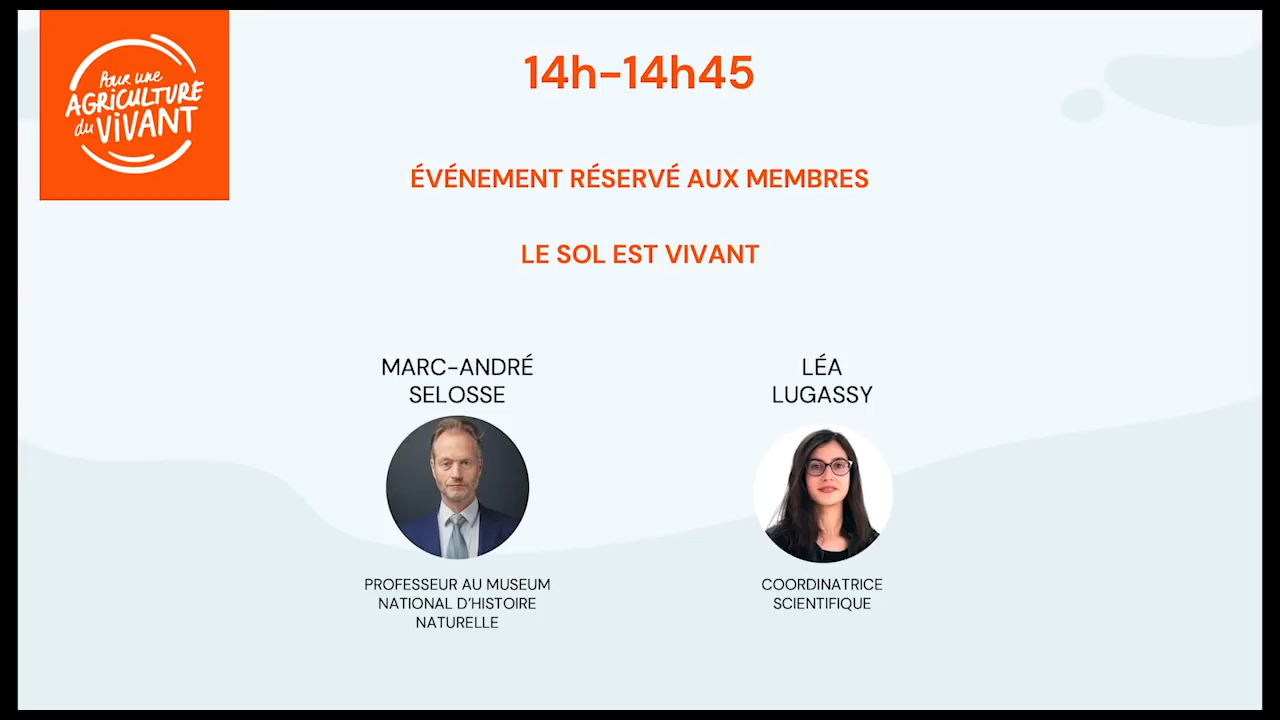 Pour une
AGRICULTURE
du VIVANT
14h-14h45
ÉVÉNEMENT RÉSERVÉ AUX MEMBRES
LE SOL EST VIVANT
MARC-ANDRÉ
SELOSSE
PROFESSEUR AU MUSEUM
NATIONAL D'HISTOIRE
NATURELLE
LÉA
LUGASSY
COORDINATRICE
SCIENTIFIQUE